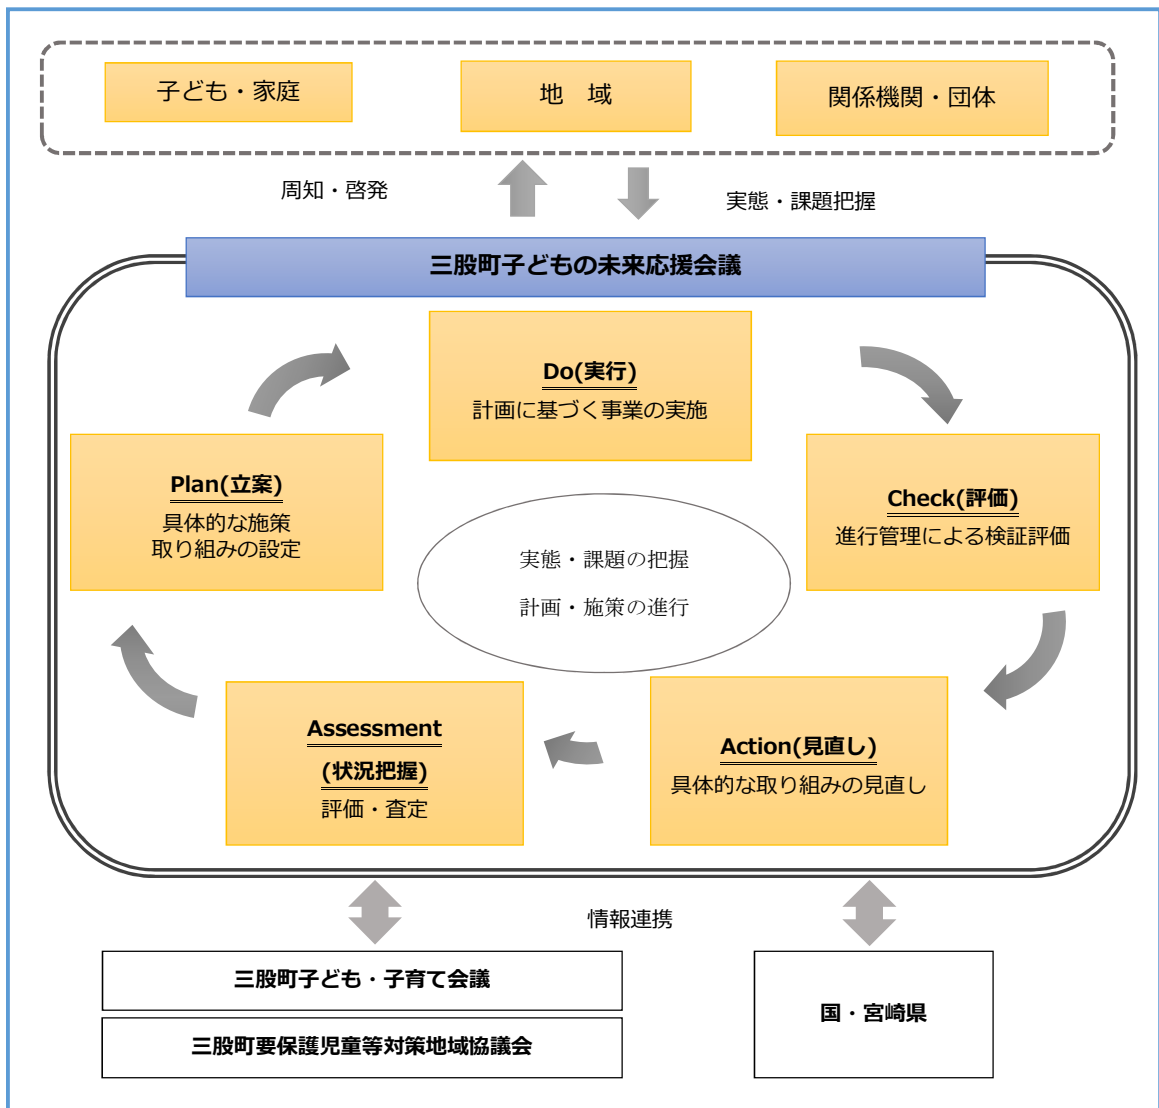 子ども・家庭
地　域
関係機関・団体
周知・啓発
実態・課題把握
三股町子どもの未来応援会議
Do(実行)
計画に基づく事業の実施
Plan(立案)
具体的な施策
取り組みの設定
Check(評価)
進行管理による検証評価
実態・課題の把握
計画・施策の進行
Assessment
(状況把握)
評価・査定
Action(見直し)
具体的な取り組みの見直し
情報連携
三股町子ども・子育て会議
三股町要保護児童等対策地域協議会
国・宮崎県